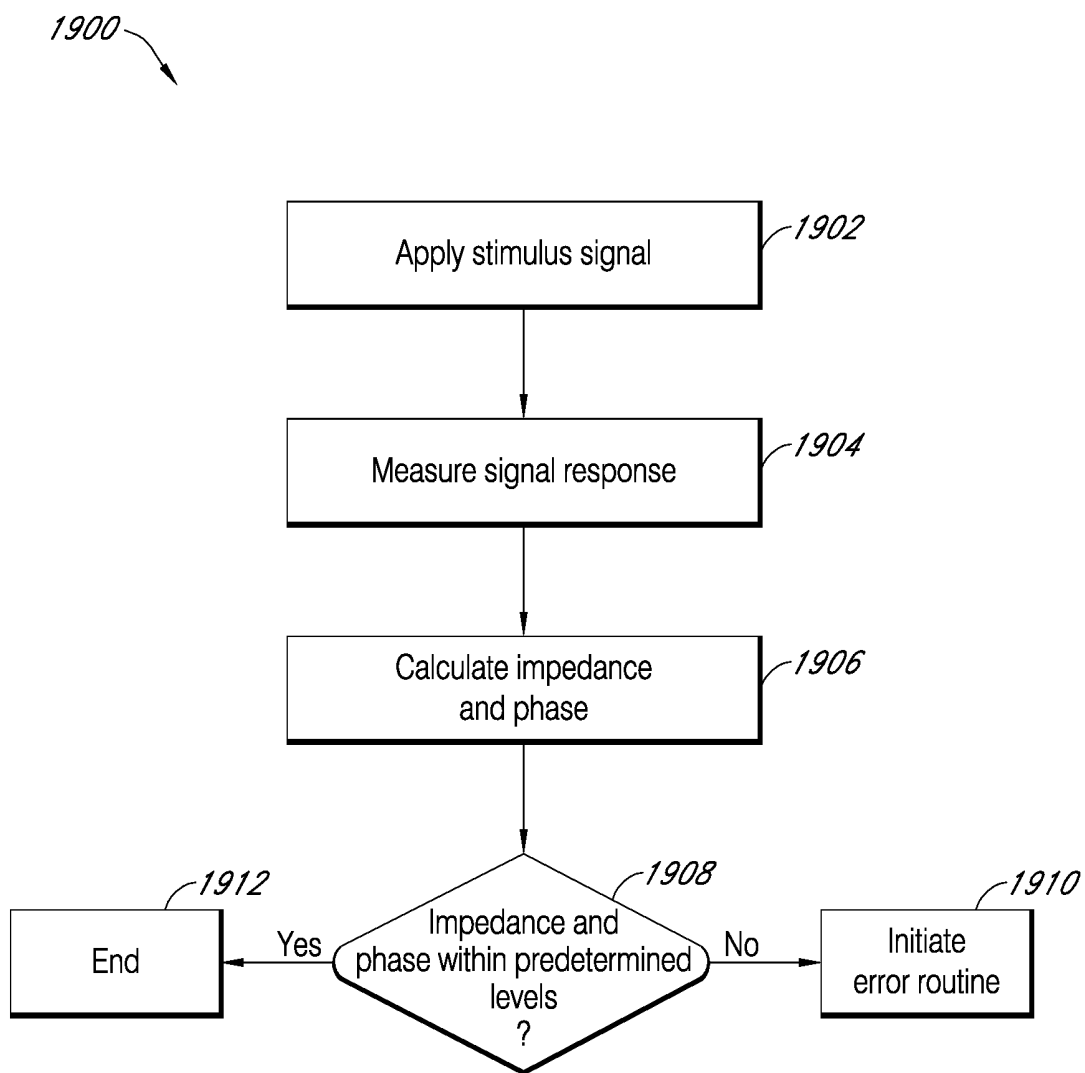 1900
Apply stimulus signal
1902
Measure signal response
1904
Calculate impedance
and phase
1906
1912
End
Yes
1908
Impedance and
phase within predetermined
levels
?
No
1910
Initiate
error routine